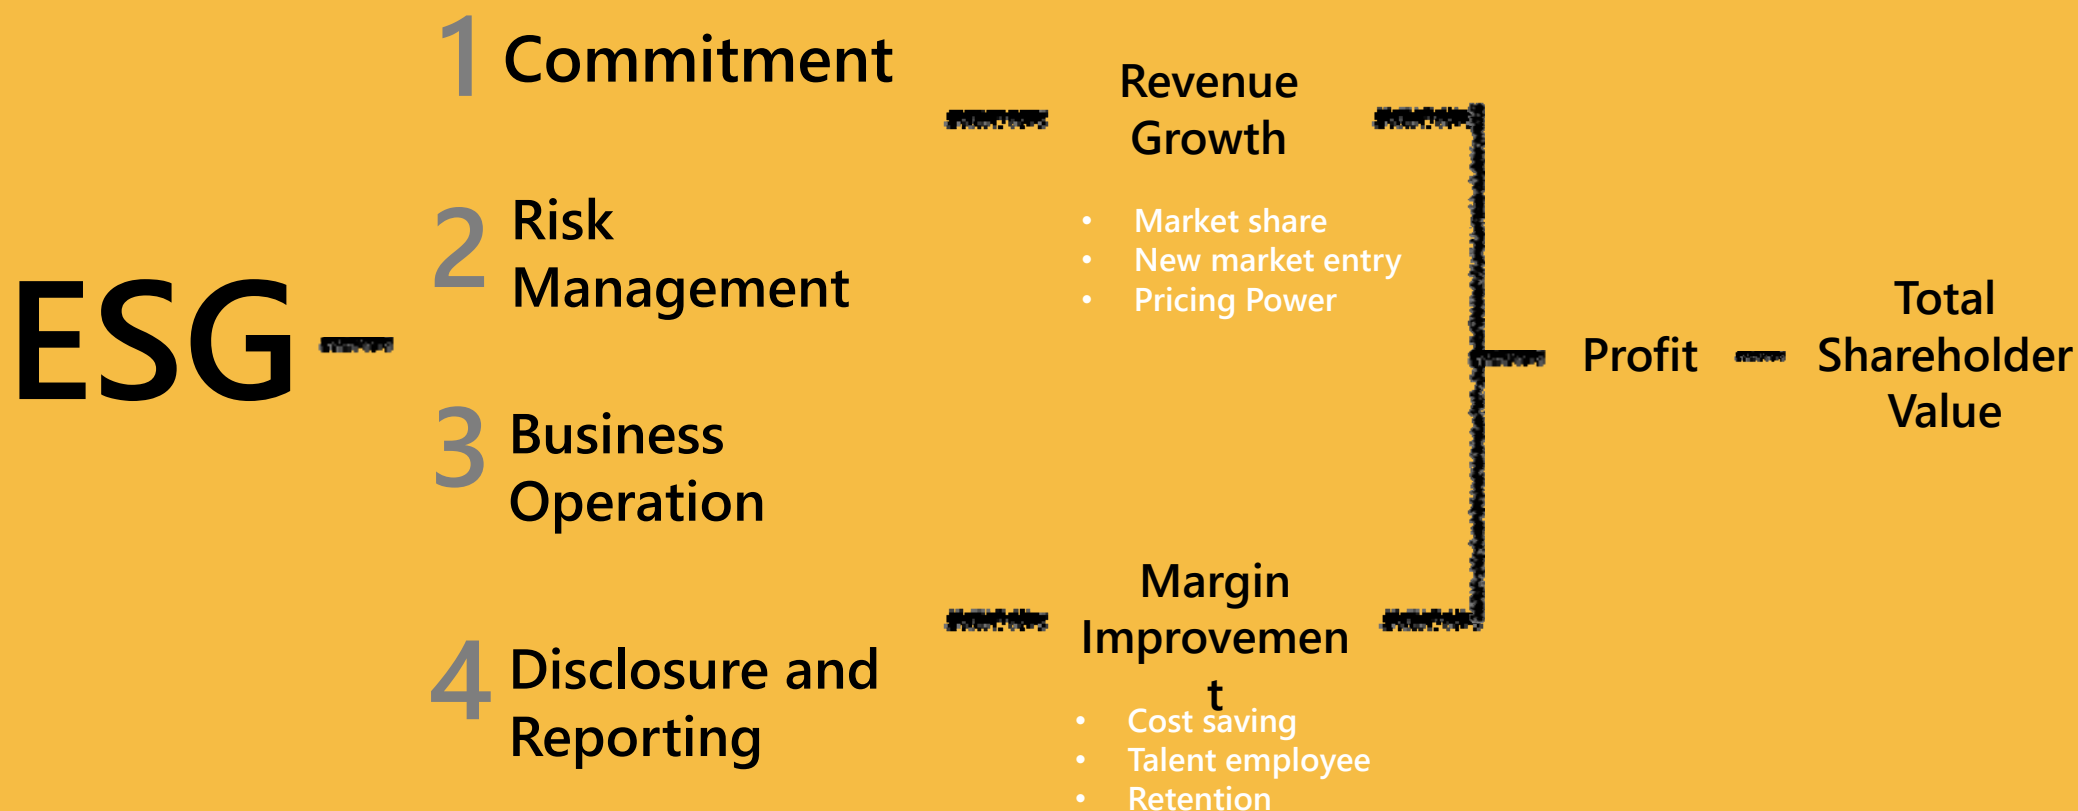 ESG
1 Commitment
2 Risk
Management
3 Business
Operation
4 Disclosure and
Reporting
Revenue
Growth
• Market share
• New market entry
• Pricing Power
Margin
Improvemen
t
• Cost saving
• Talent employee
• Retention
Profit
Total
Shareholder
Value